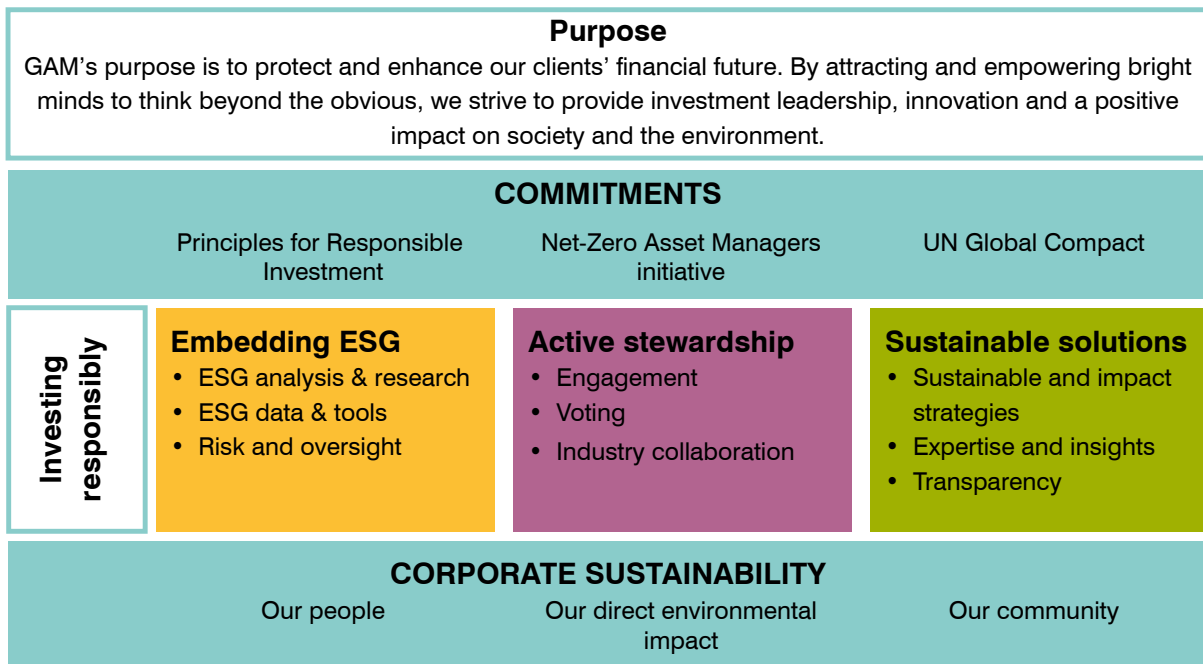 Purpose
GAM’s purpose is to protect and enhance our clients’ financial future. By attracting and empowering bright
minds to think beyond the obvious, we strive to provide investment leadership, innovation and a positive
impact on society and the environment.
COMMITMENTS
Principles for Responsible
Investment
Net-Zero Asset Managers
initiative
UN Global Compact
Investing
responsibly
Embedding ESG
• ESG analysis & research
• ESG data & tools
• Risk and oversight
Active stewardship
• Engagement
• Voting
• Industry collaboration
Sustainable solutions
• Sustainable and impact
strategies
• Expertise and insights
• Transparency
CORPORATE SUSTAINABILITY
Our people
Our direct environmental
impact
Our community